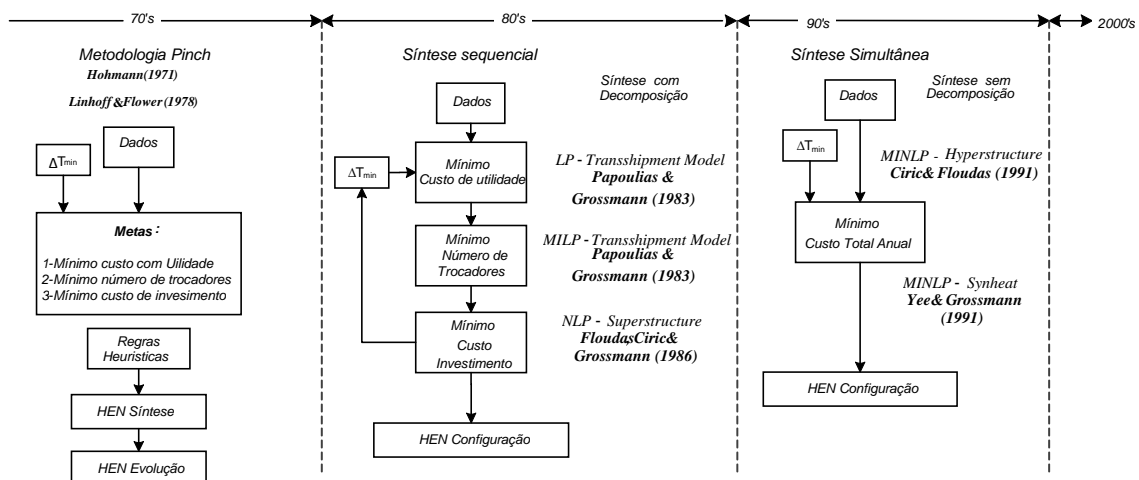 70's
80's
90's
2000's
Metodologia Pinch
Hohmann(1971)
Linhoff&Flower(1978)
Dados
ΔTmin
Metas :
1-Mínimo custo com Uilidade
2-Mínimo número de trocadores
3-Mínimo custo de invesimento
Regras
Heuristicas
HEN Síntese
HEN Evolução
Síntese sequencial
Síntese com
Decomposição
Dados
ΔTmin
Mínimo
Custo de utilidade
LP - Transshipment Model
Papoulias &
Grossmann (1983)
Mínimo
Número de
Trocadores
MILP - Transshipment Model
Papoulias &
Grossmann (1983)
Mínimo
Custo
Investimento
NLP - Superstructure
Floudas,Ciric&
Grossmann (1986)
HEN Configuração
Síntese Simultânea
Síntese sem
Decomposição
Dados
ΔTmin
MINLP - Hyperstructure
Ciric& Floudas (1991)
Mínimo
Custo Total Anual
MINLP - Synheat
Yee& Grossmann
(1991)
HEN Configuração